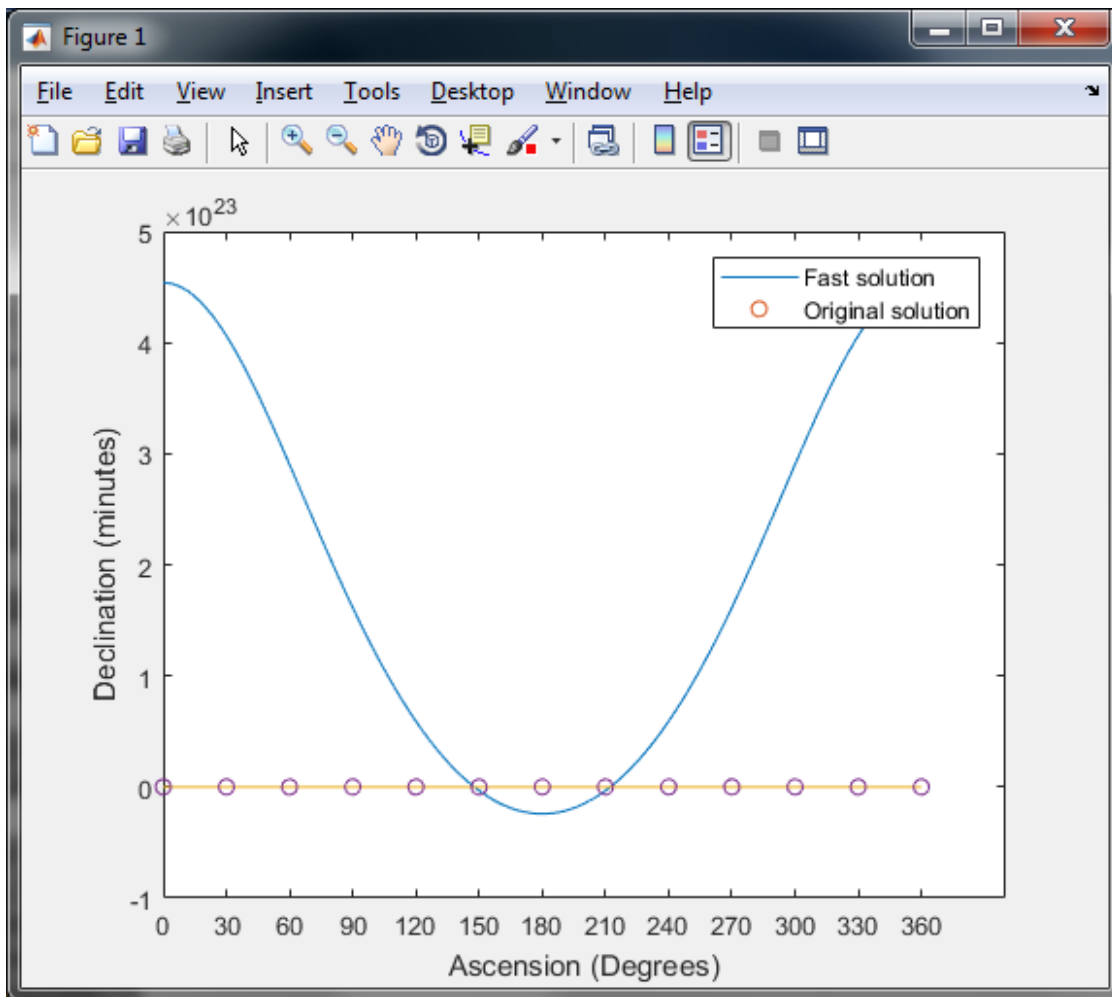 Figure 1
File Edit View Insert Tools Desktop Window Help
×10^23
5
4
3
2
1
0
-1
Declination (minutes)
Fast solution
Original solution
0 30 60 90 120 150 180 210 240 270 300 330 360
Ascension (Degrees)